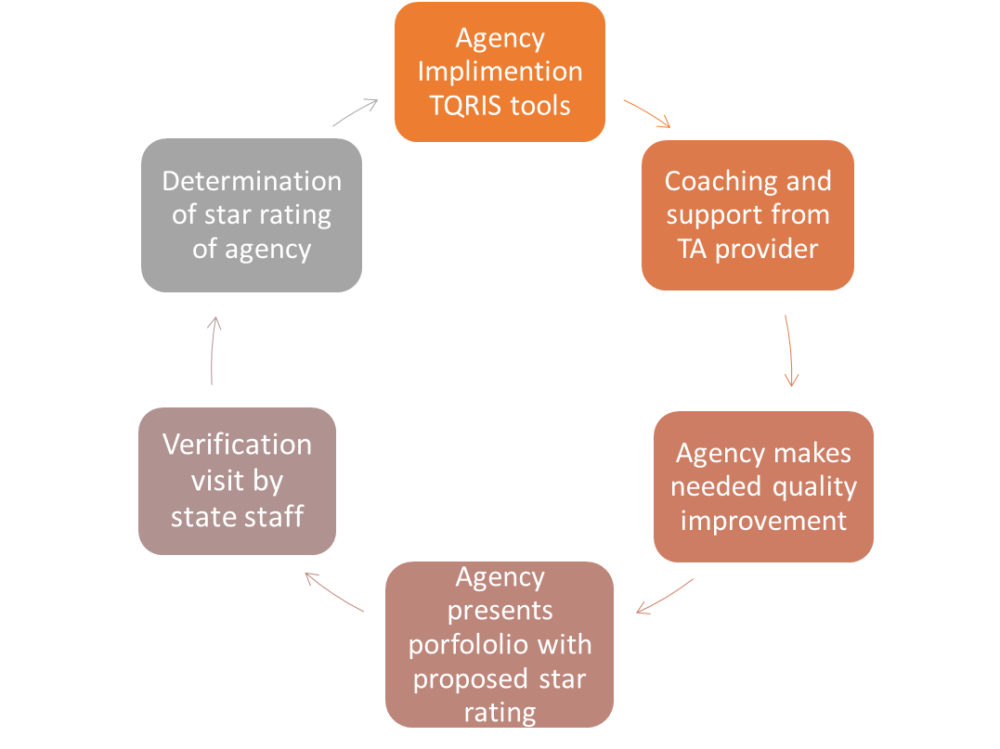 Agency
Implimention
TQRIS tools
Coaching and
support from
TA provider
Agency makes
needed quality
improvement
Agency
presents
porfololio with
proposed star
rating
Verification
visit by
state staff
Determination
of star rating
of agency